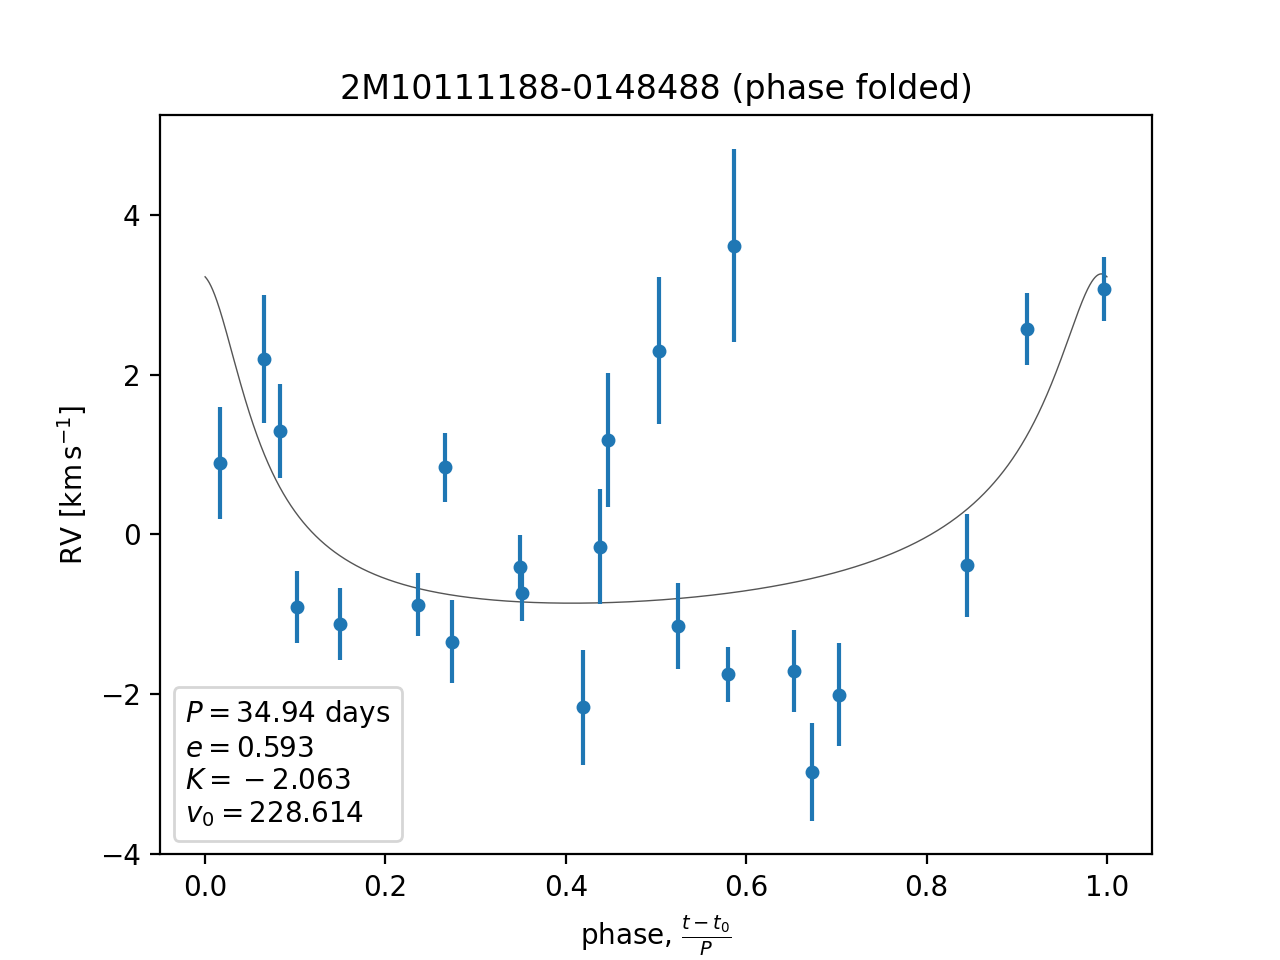 2M10111188-0148488 (phase folded)
RV [km s⁻¹]
4
2
0
−2
−4
P = 34.94 days
e = 0.593
K = −2.063
v₀ = 228.614
0.0 0.2 0.4 0.6 0.8 1.0
phase, (t − t₀)/P